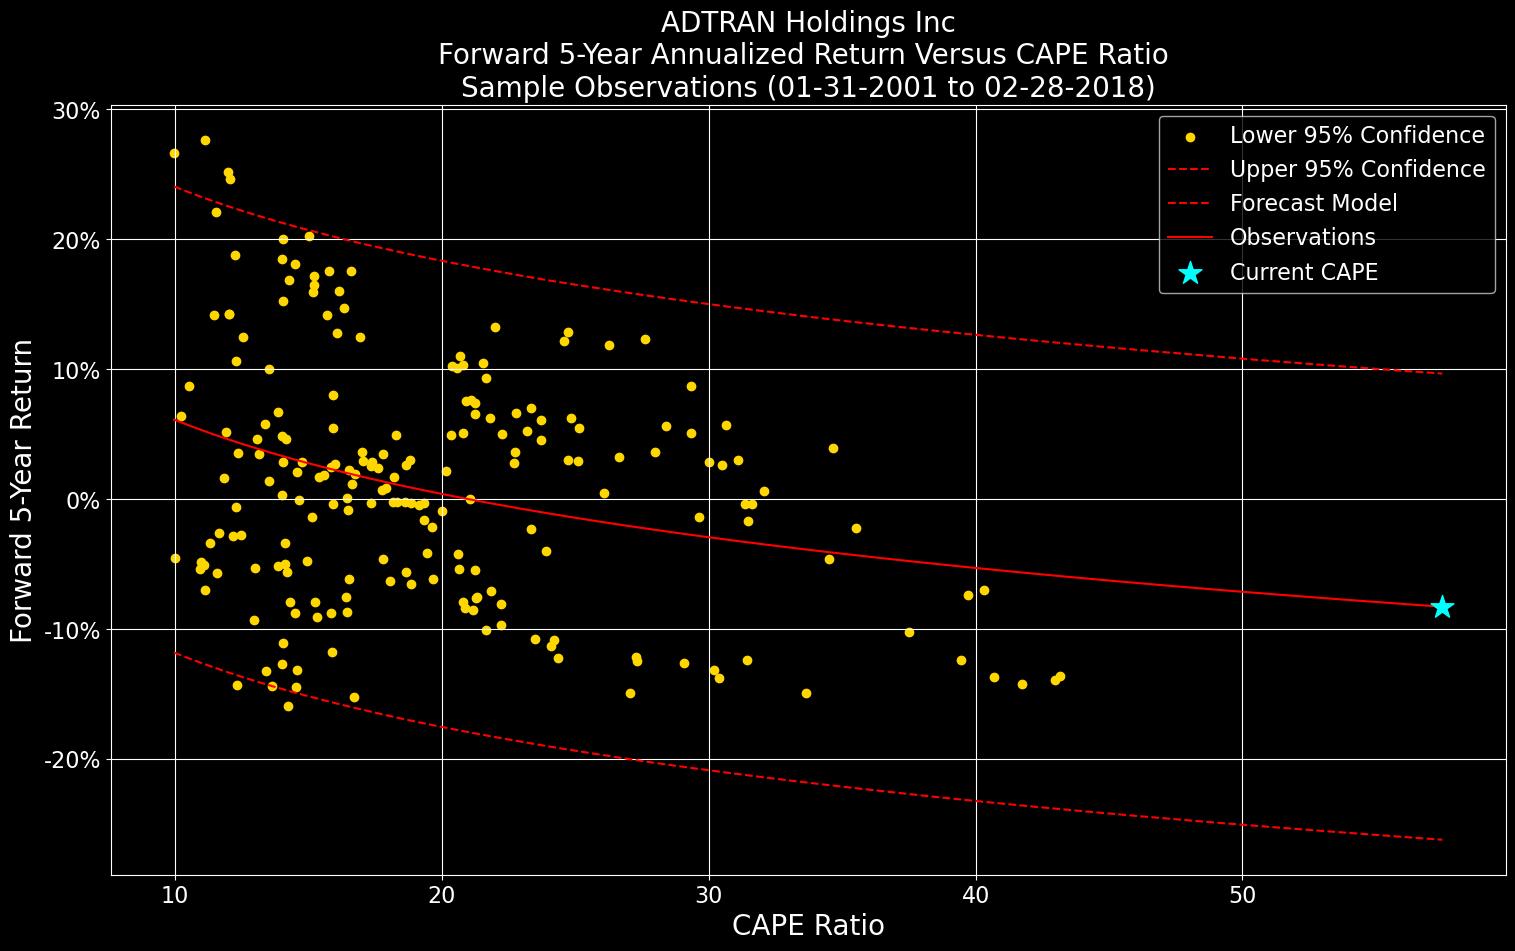 ADTRAN Holdings Inc
Forward 5-Year Annualized Return Versus CAPE Ratio
Sample Observations (01-31-2001 to 02-28-2018)
Lower 95% Confidence
Upper 95% Confidence
Forecast Model
Observations
Current CAPE
Forward 5-Year Return
30%
20%
10%
0%
-10%
-20%
10 20 30 40 50
CAPE Ratio